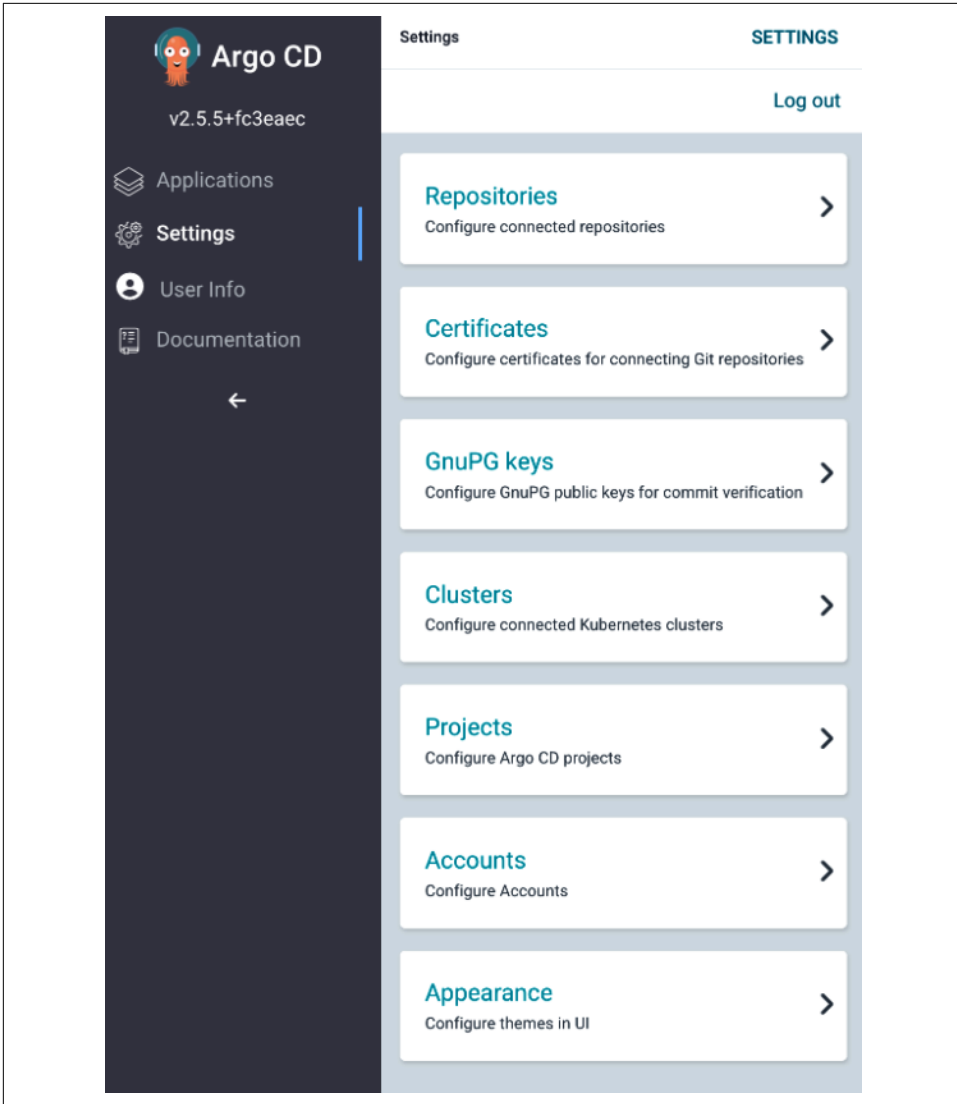 Argo CD
v2.5.5+fc3eaec
Applications
Settings
User Info
Documentation
Settings
SETTINGS
Log out
Repositories
Configure connected repositories
Certificates
Configure certificates for connecting Git repositories
GnuPG keys
Configure GnuPG public keys for commit verification
Clusters
Configure connected Kubernetes clusters
Projects
Configure Argo CD projects
Accounts
Configure Accounts
Appearance
Configure themes in UI